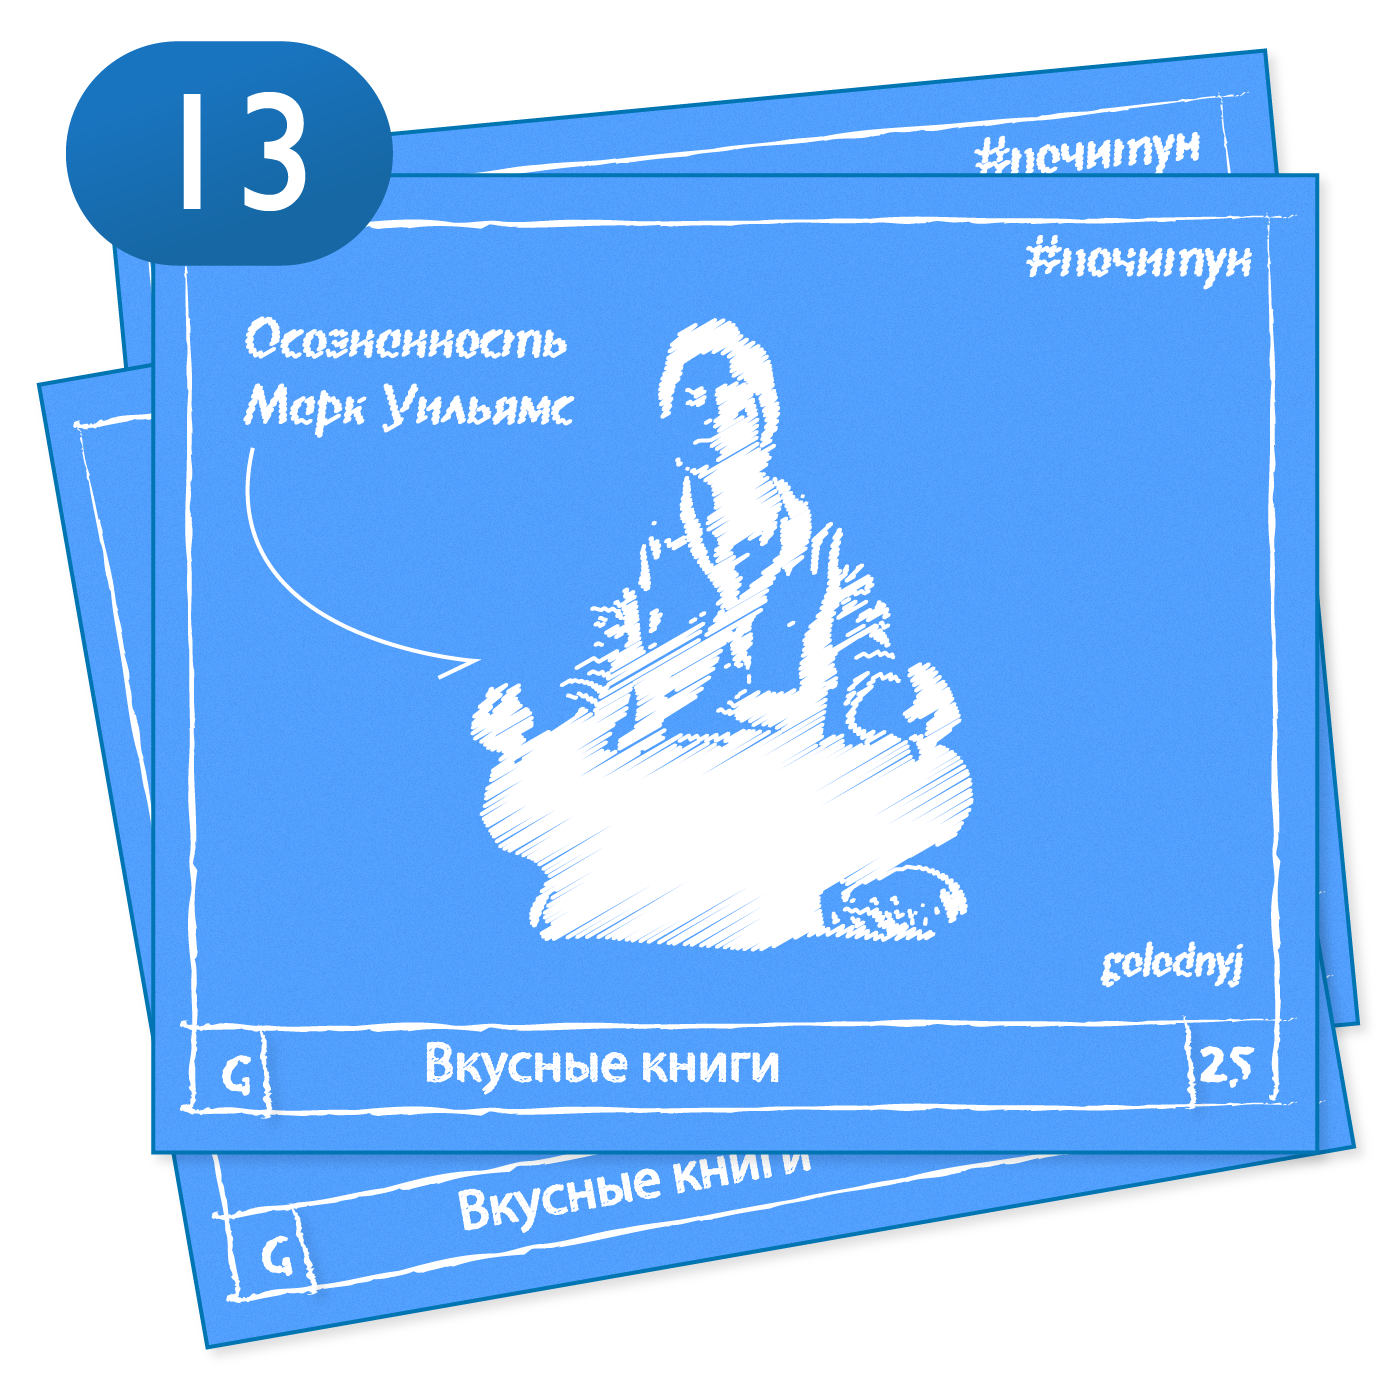 13
#почитун
#почитун
Осознанность
Марк Уильямс
golodnyj
G Вкусные книги 25
Вкусные книги
G